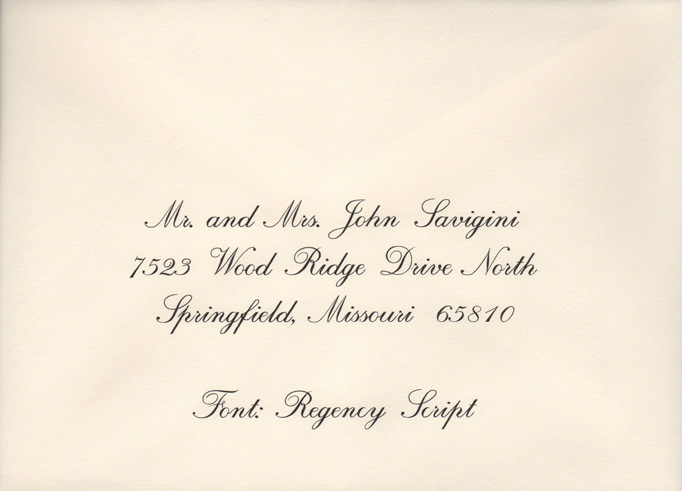 Mr. and Mrs. John Savigini
7523 Wood Ridge Drive North
Springfield, Missouri 65810
Font: Regency Script